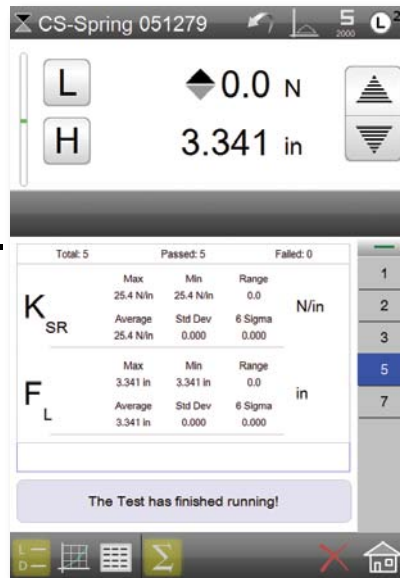 CS-Spring 051279
5
2000
L 2
L
0.0 N
H
3.341 in
Total: 5 Passed: 5 Failed: 0
K SR
Max Min Range
25.4 N/in 25.4 N/in 0.0
Average Std Dev 6 Sigma
25.4 N/in 0.000 0.000
N/in
F L
Max Min Range
3.341 in 3.341 in 0.0
Average Std Dev 6 Sigma
3.341 in 0.000 0.000
in
1
2
3
5
7
The Test has finished running!
L
D
Σ